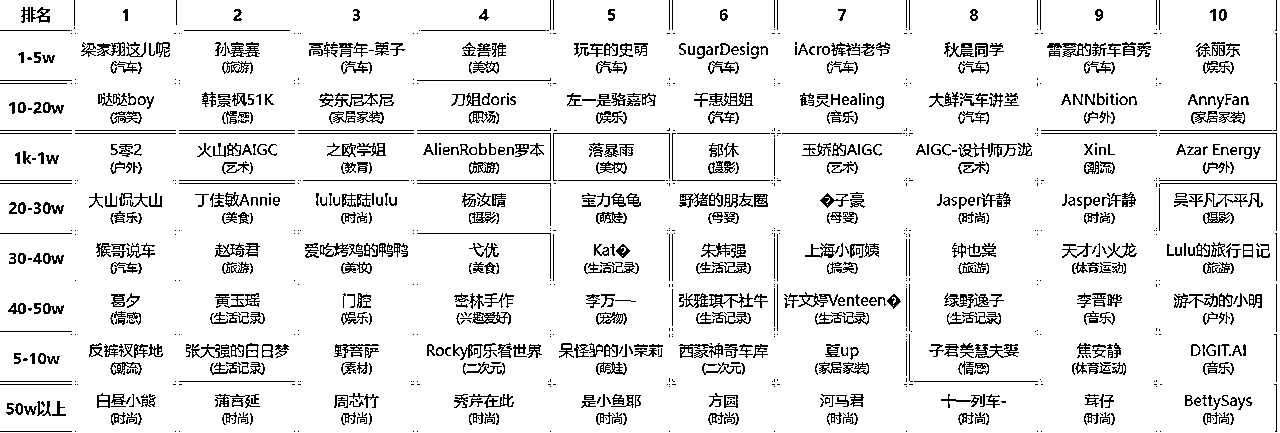 排名 1 2 3 4 5 6 7 8 9 10
1-5w 梁家翔这儿呢 孙赛赛 高转青年-栗子 金善雅 玩车的史萌 SugarDesign iAcro裤裆老爷 秋晨同学 雷蒙的新车首秀 徐丽东
(汽车) (旅游) (汽车) (美妆) (汽车) (汽车) (汽车) (汽车) (汽车) (娱乐)
10-20w 哒哒boy 韩景枫51K 安东尼本尼 刀姐doris 左一是骆嘉昀 千惠姐姐 鹤灵Healing 大鲜汽车讲堂 ANNbition AnnyFan
(搞笑) (情感) (家居家装) (职场) (娱乐) (汽车) (音乐) (汽车) (户外) (家居家装)
1k-1w 5零2 火山的AIGC 之欧学姐 AlienRobben罗本 落暴雨 郁休 玉娇的AIGC AIGC-设计师万泷 XinL Azar Energy
(户外) (艺术) (教育) (旅游) (美妆) (摄影) (艺术) (艺术) (潮流) (户外)
20-30w 大山侃大山 丁佳敏Annie lulu陆陆lulu 杨汝晴 宝力龟龟 野猪的朋友圈 �子豪 Jasper许静 Jasper许静 吴平凡不平凡
(音乐) (美食) (时尚) (摄影) (萌娃) (母婴) (母婴) (时尚) (时尚) (摄影)
30-40w 猴哥说车 赵琦君 爱吃烤鸡的鸭鸭 弋优 Kat� 朱炜强 上海小阿姨 钟也棠 天才小火龙 Lulu的旅行日记
(汽车) (旅游) (美妆) (美食) (生活记录) (生活记录) (搞笑) (旅游) (体育运动) (旅游)
40-50w 葛夕 黄玉瑶 门腔 密林手作 李万一一 张雅琪不社牛 许文婷Venteen� 绿野逸子 李晋晔 游不动的小明
(情感) (生活记录) (娱乐) (兴趣爱好) (宠物) (生活记录) (生活记录) (生活记录) (音乐) (户外)
5-10w 反裤衩阵地 张大强的白日梦 野菩萨 Rocky阿乐看世界 呆怪驴的小茉莉 西蒙神奇车库 夏up 子君美慧夫妻 焦安静 DIGIT.AI
(潮流) (生活记录) (素材) (二次元) (萌娃) (二次元) (家居家装) (情感) (体育运动) (音乐)
50w以上 白昼小熊 蒲喜延 周芯竹 秀芹在此 是小鱼耶 方圆 河马君 十一列车- 茸仔 BettySays
(时尚) (时尚) (时尚) (时尚) (时尚) (时尚) (时尚) (时尚) (时尚) (时尚)